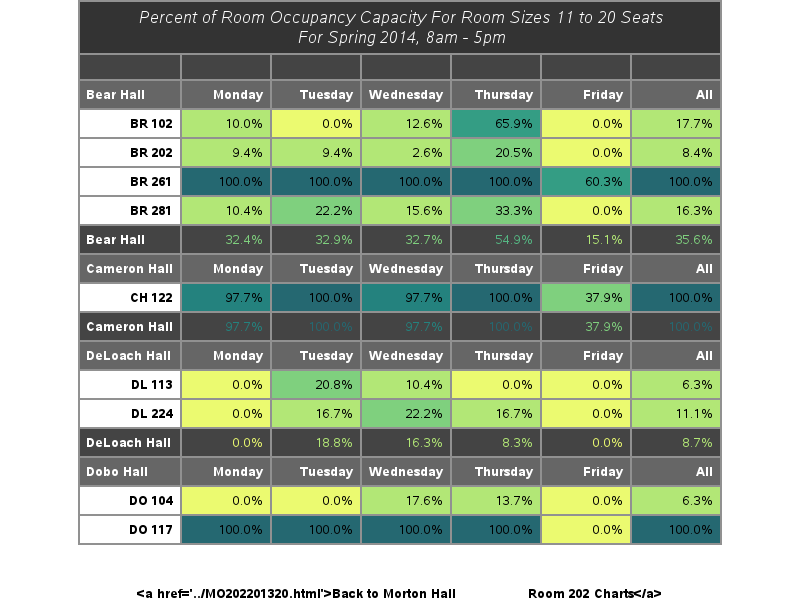 Percent of Room Occupancy Capacity For Room Sizes 11 to 20 Seats
For Spring 2014, 8am - 5pm
Bear Hall Monday Tuesday Wednesday Thursday Friday All
BR 102 10.0% 0.0% 12.6% 65.9% 0.0% 17.7%
BR 202 9.4% 9.4% 2.6% 20.5% 0.0% 8.4%
BR 261 100.0% 100.0% 100.0% 100.0% 60.3% 100.0%
BR 281 10.4% 22.2% 15.6% 33.3% 0.0% 16.3%
Bear Hall 32.4% 32.9% 32.7% 54.9% 15.1% 35.6%
Cameron Hall Monday Tuesday Wednesday Thursday Friday All
CH 122 97.7% 100.0% 97.7% 100.0% 37.9% 100.0%
Cameron Hall 97.7% 100.0% 97.7% 100.0% 37.9% 100.0%
DeLoach Hall Monday Tuesday Wednesday Thursday Friday All
DL 113 0.0% 20.8% 10.4% 0.0% 0.0% 6.3%
DL 224 0.0% 16.7% 22.2% 16.7% 0.0% 11.1%
DeLoach Hall 0.0% 18.8% 16.3% 8.3% 0.0% 8.7%
Dobo Hall Monday Tuesday Wednesday Thursday Friday All
DO 104 0.0% 0.0% 17.6% 13.7% 0.0% 6.3%
DO 117 100.0% 100.0% 100.0% 100.0% 0.0% 100.0%
<a href='../MO202201320.html'>Back to Morton Hall Room 202 Charts</a>